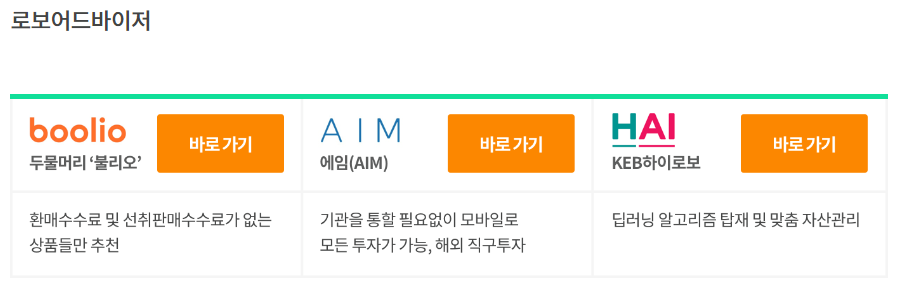 로보어드바이저
boolio
바로 가기
두물머리 ‘불리오’
AIM
바로 가기
에임(AIM)
HAI
바로 가기
KEB하이로보
환매수수료 및 선취판매수수료가 없는
상품들만 추천
기관을 통할 필요없이 모바일로
모든 투자가 가능, 해외 직구투자
딥러닝 알고리즘 탑재 및 맞춤 자산관리